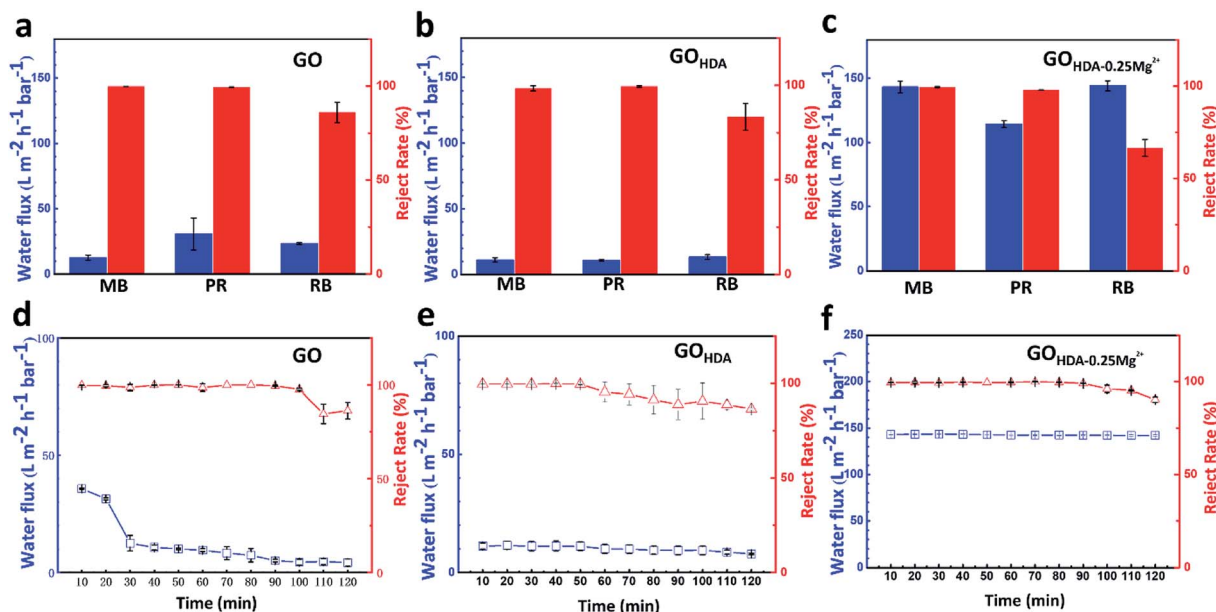 a
GO
Water flux (L m⁻² h⁻¹ bar⁻¹)
150
100
50
0
100
50
0
Reject Rate (%)
MB PR RB
b
GO_HDA
Water flux (L m⁻² h⁻¹ bar⁻¹)
150
100
50
0
100
50
0
Reject Rate (%)
MB PR RB
c
GO_HDA-0.25Mg²⁺
Water flux (L m⁻² h⁻¹ bar⁻¹)
150
100
50
0
100
50
0
Reject Rate (%)
MB PR RB
d
GO
Water flux (L m⁻² h⁻¹ bar⁻¹)
100
50
0
100
50
0
Reject Rate (%)
10 20 30 40 50 60 70 80 90 100 110 120
Time (min)
e
GO_HDA
Water flux (L m⁻² h⁻¹ bar⁻¹)
100
50
0
100
50
0
Reject Rate (%)
10 20 30 40 50 60 70 80 90 100 110 120
Time (min)
f
GO_HDA-0.25Mg²⁺
Water flux (L m⁻² h⁻¹ bar⁻¹)
250
200
150
100
50
0
100
50
0
Reject Rate (%)
10 20 30 40 50 60 70 80 90 100 110 120
Time (min)